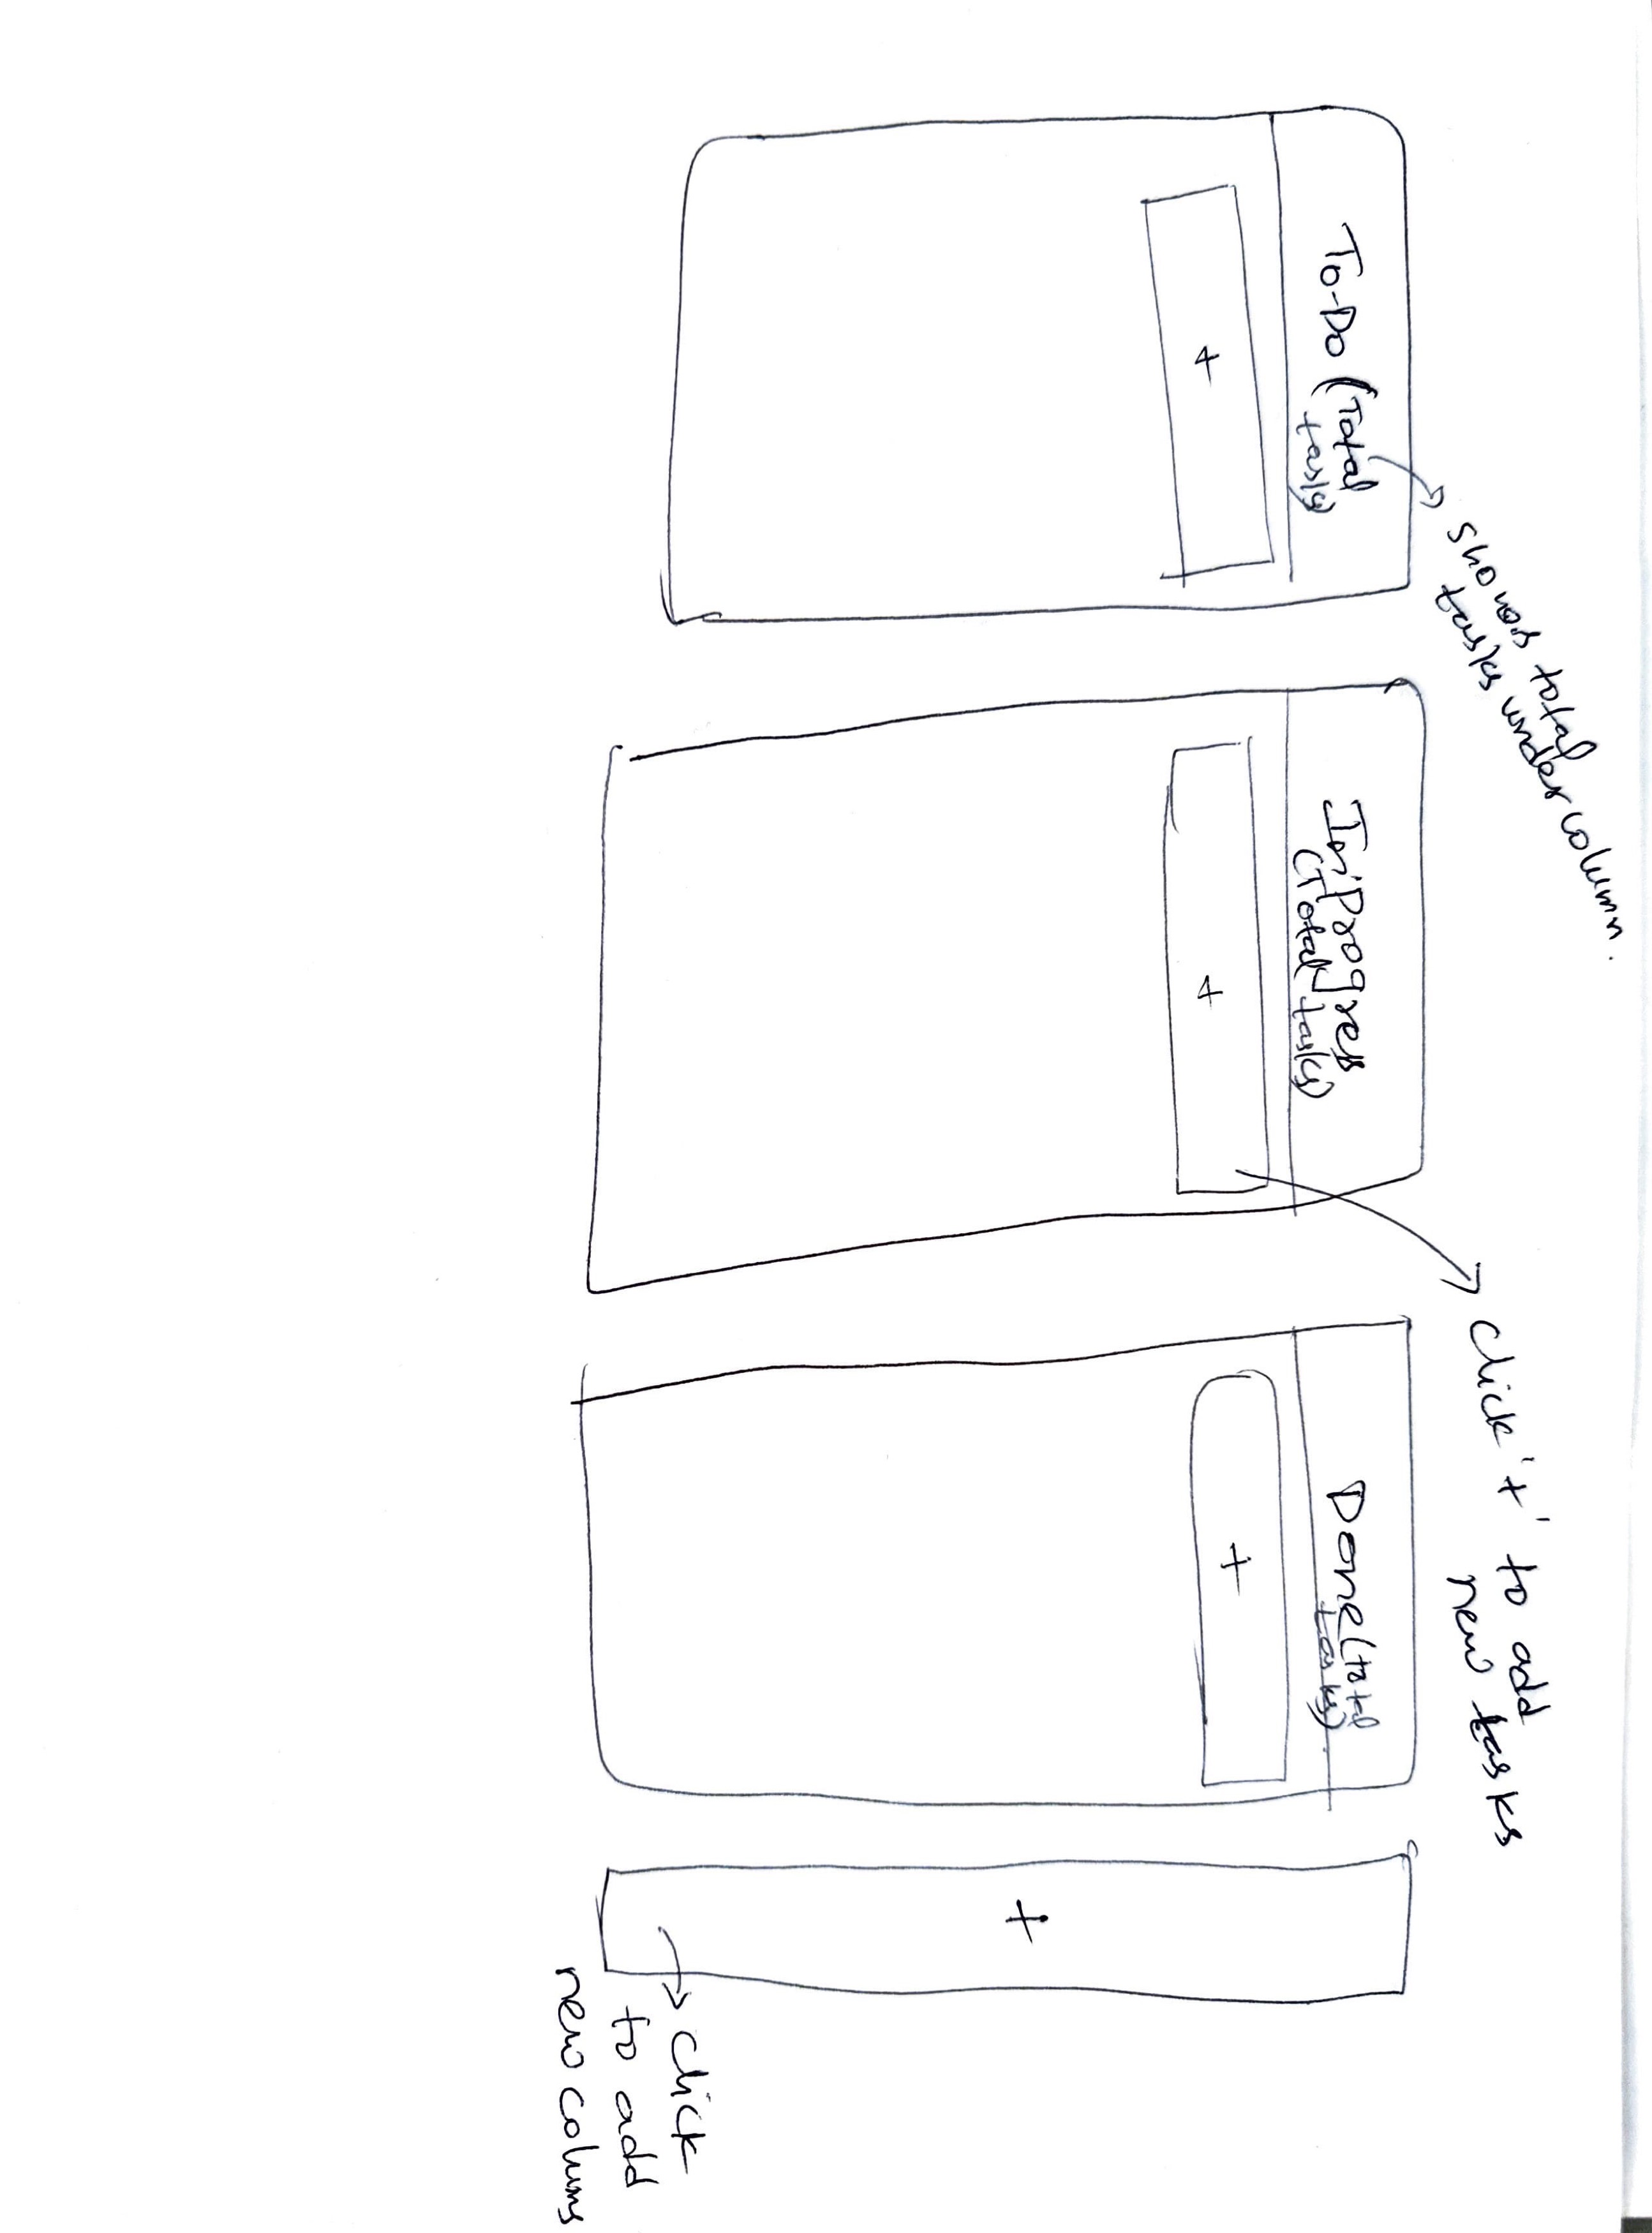 shows total
tasks under column.
click '+' to add
new tasks
To-Do (Total
tasks)
In Progress
(Total tasks)
Done (total
tasks).
+
+
+
+
click
to add
new colums